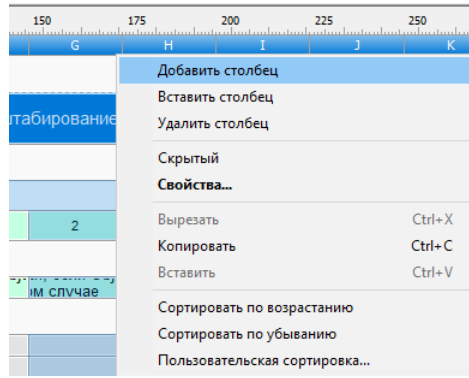 150 175 200 225 250
G H I J K
Добавить столбец
Вставить столбец
табирование
Удалить столбец
Скрытый
Свойства...
2
Вырезать Ctrl+X
Копировать Ctrl+C
Вставить Ctrl+V
м случае
Сортировать по возрастанию
Сортировать по убыванию
Пользовательская сортировка...